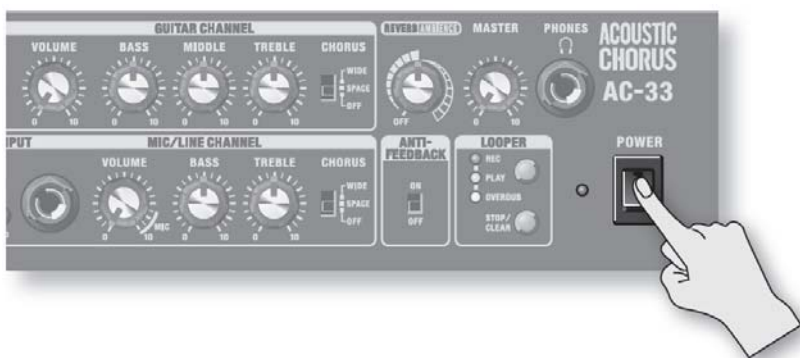 GUITAR CHANNEL
REVERB AMBIENCE MASTER PHONES
ACOUSTIC
CHORUS
AC-33
VOLUME BASS MIDDLE TREBLE CHORUS
WIDE
SPACE
OFF
0 10 0 10 0 10 0 10 OFF 0 10
INPUT MIC/LINE CHANNEL ANTI-
FEEDBACK LOOPER POWER
VOLUME BASS TREBLE CHORUS
WIDE
SPACE
OFF
ON
OFF
REC
PLAY
OVERDUB
STOP/
CLEAR
MIC
0 10 0 10 0 10